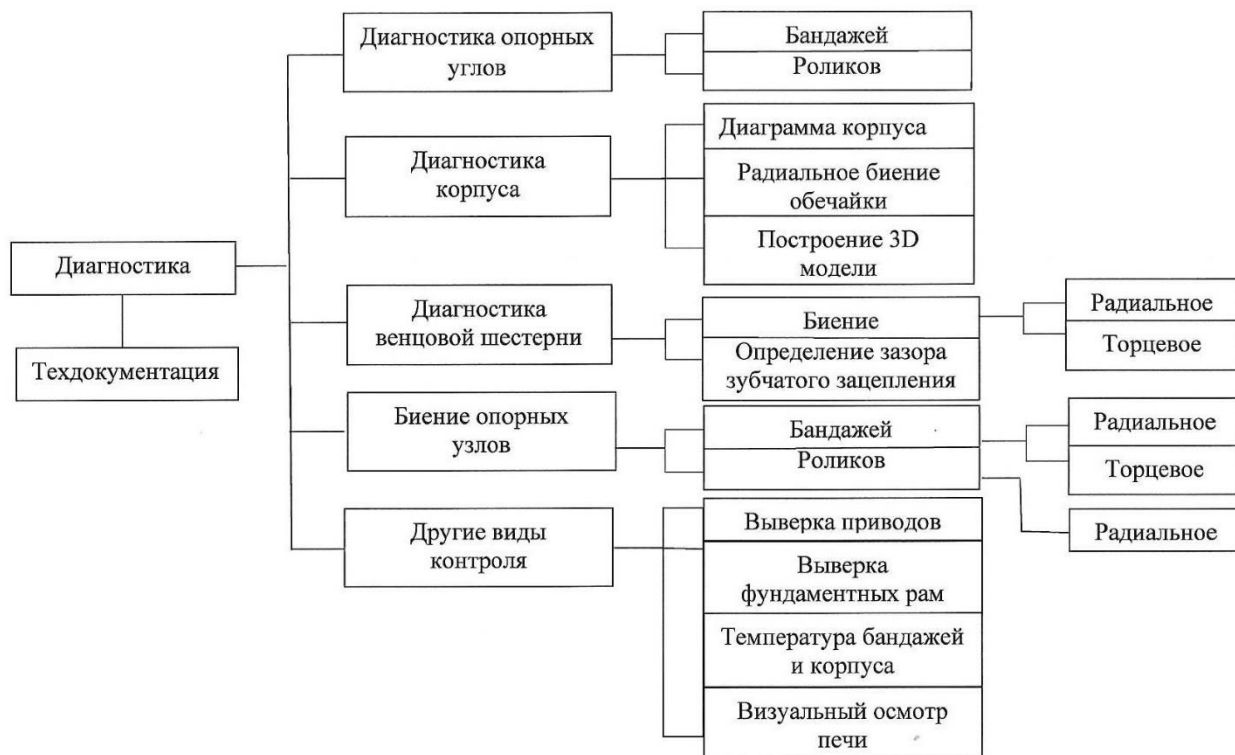 Диагностика
Техдокументация
Диагностика опорных
углов
Бандажей
Роликов
Диагностика
корпуса
Диаграмма корпуса
Радиальное биение
обечайки
Построение 3D
модели
Диагностика
венцовой шестерни
Биение
Определение зазора
зубчатого зацепления
Радиальное
Торцевое
Биение опорных
узлов
Бандажей
Роликов
Радиальное
Торцевое
Радиальное
Другие виды
контроля
Выверка приводов
Выверка
фундаментных рам
Температура бандажей
и корпуса
Визуальный осмотр
печи